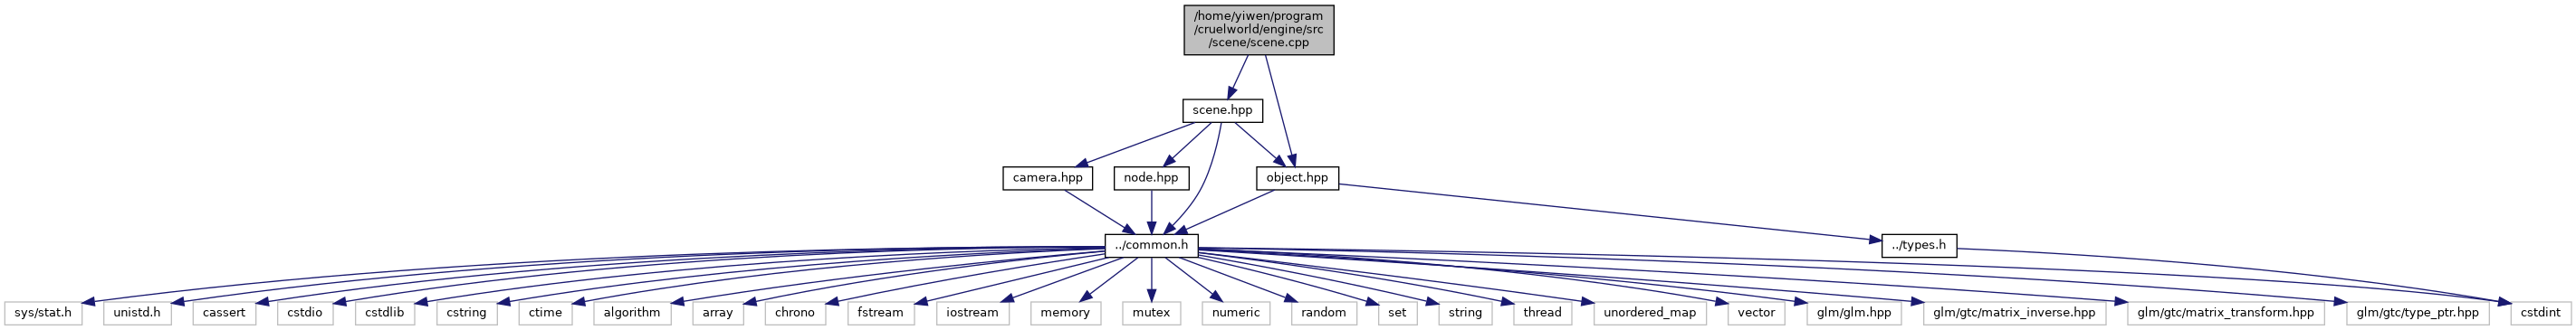 /home/yiwen/program
/cruelworld/engine/src
/scene/scene.cpp
scene.hpp
camera.hpp
node.hpp
object.hpp
../common.h
../types.h
sys/stat.h
unistd.h
cassert
cstdio
cstdlib
cstring
ctime
algorithm
array
chrono
fstream
iostream
memory
mutex
numeric
random
set
string
thread
unordered_map
vector
glm/glm.hpp
glm/gtc/matrix_inverse.hpp
glm/gtc/matrix_transform.hpp
glm/gtc/type_ptr.hpp
cstdint